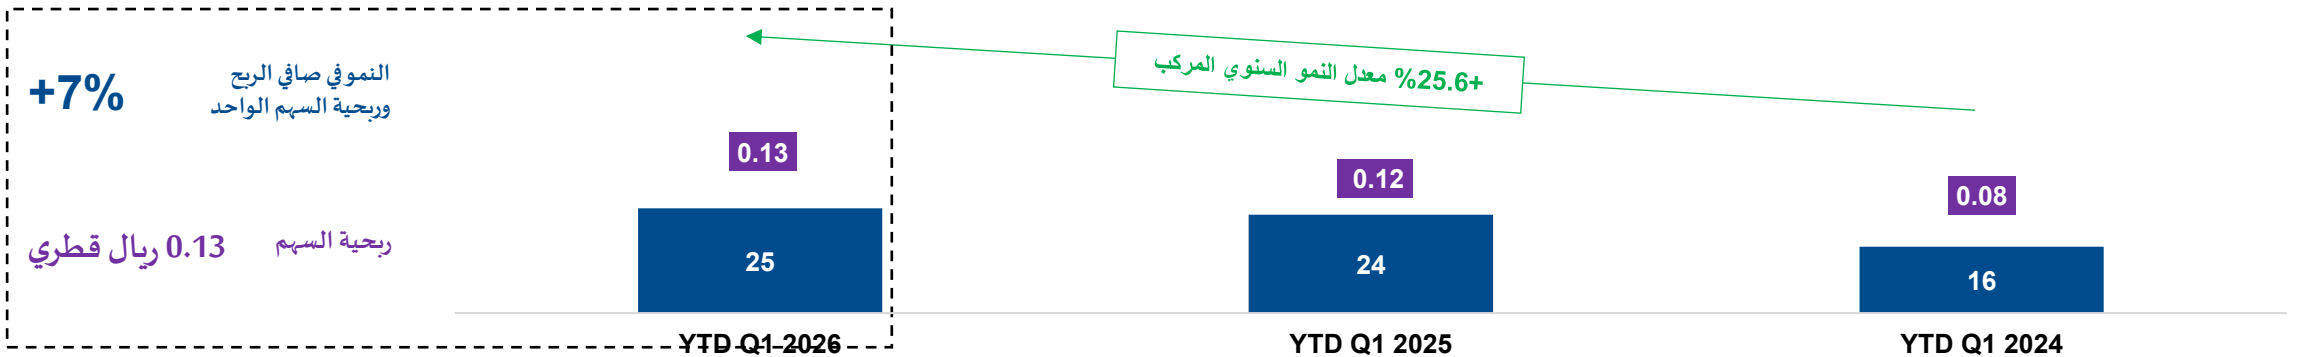 +25.6% معدل النمو السنوي المركب
النمو في صافي الربح
وربحية السهم الواحد
+7%
ربحية السهم
0.13 ريال قطري
0.08
0.12
0.13
16
24
25
YTD Q1 2024
YTD Q1 2025
YTD Q1 2026